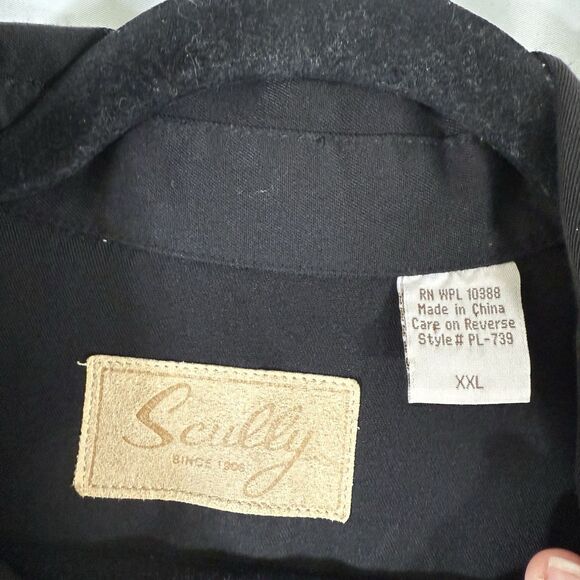 RN WPL 10388
Made in China
Care on Reverse
Style# PL-739
XXL
Scully
SINCE 1906